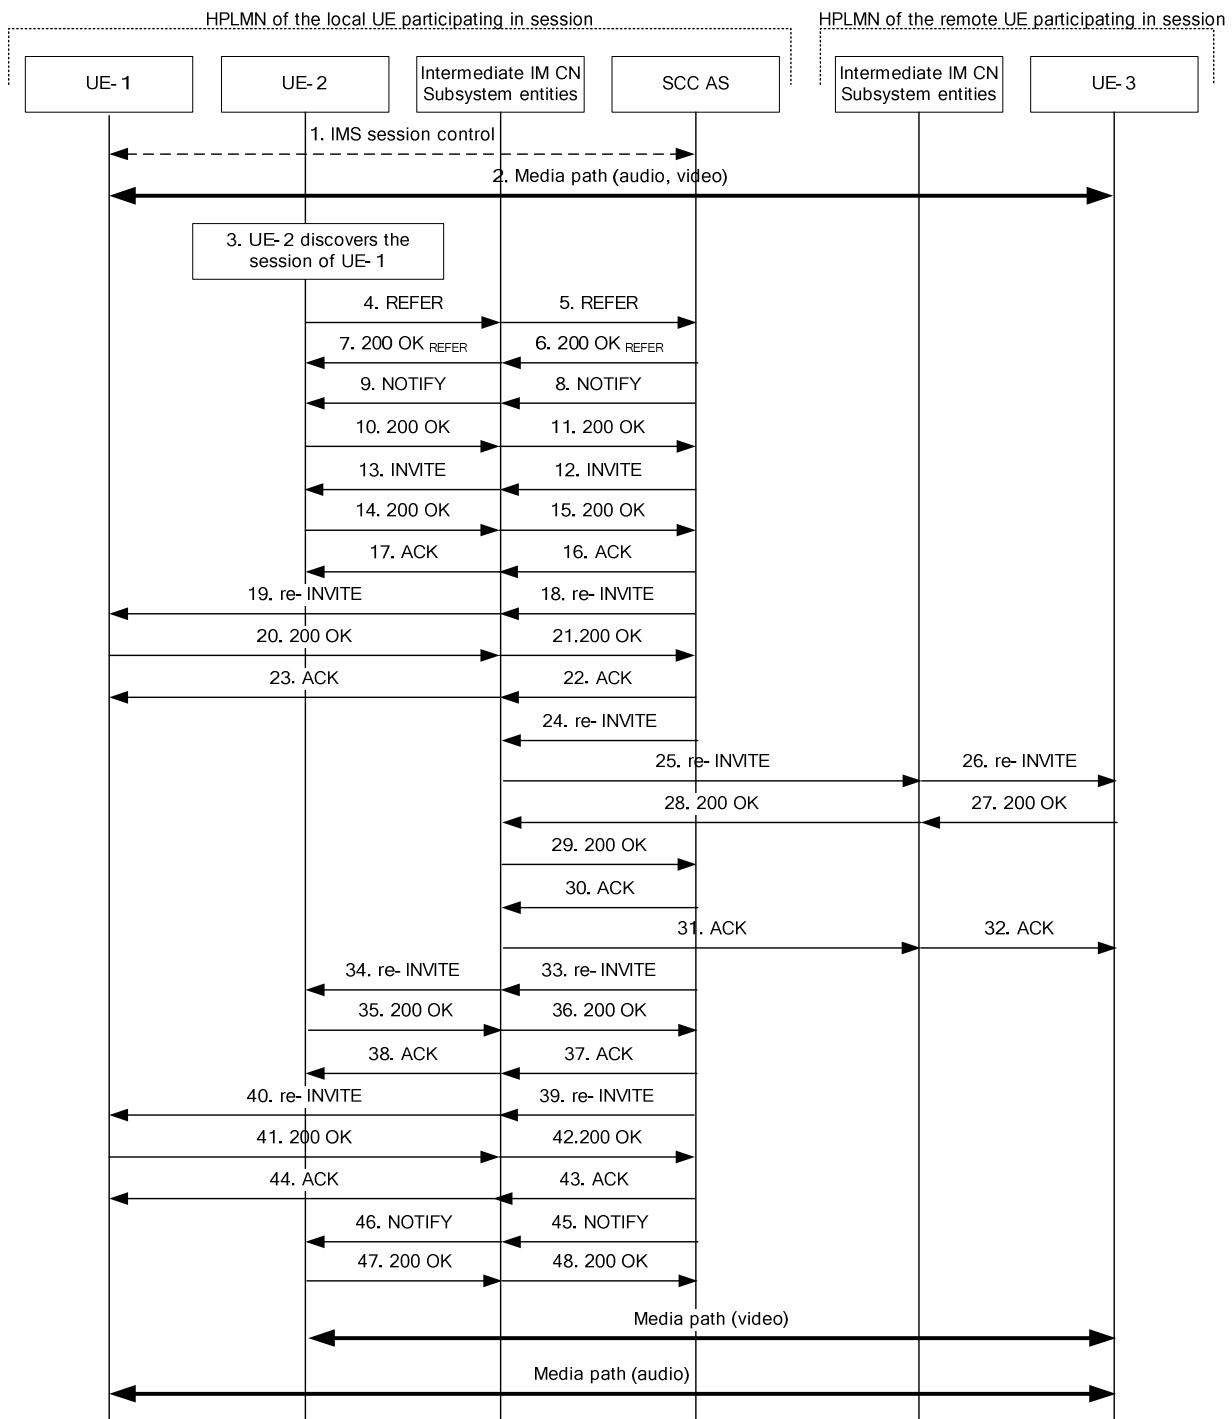 HPLMN of the local UE participating in session
HPLMN of the remote UE participating in session
UE-1
UE-2
Intermediate IM CN
Subsystem entities
SCC AS
Intermediate IM CN
Subsystem entities
UE-3
1. IMS session control
2. Media path (audio, video)
3. UE-2 discovers the
session of UE-1
4. REFER
5. REFER
7. 200 OK REFER
6. 200 OK REFER
9. NOTIFY
8. NOTIFY
10. 200 OK
11. 200 OK
13. INVITE
12. INVITE
14. 200 OK
15. 200 OK
17. ACK
16. ACK
19. re-INVITE
18. re-INVITE
20. 200 OK
21.200 OK
23. ACK
22. ACK
24. re-INVITE
25. re-INVITE
26. re-INVITE
28. 200 OK
27. 200 OK
29. 200 OK
30. ACK
31. ACK
32. ACK
34. re-INVITE
33. re-INVITE
35. 200 OK
36. 200 OK
38. ACK
37. ACK
40. re-INVITE
39. re-INVITE
41. 200 OK
42.200 OK
44. ACK
43. ACK
46. NOTIFY
45. NOTIFY
47. 200 OK
48. 200 OK
Media path (video)
Media path (audio)